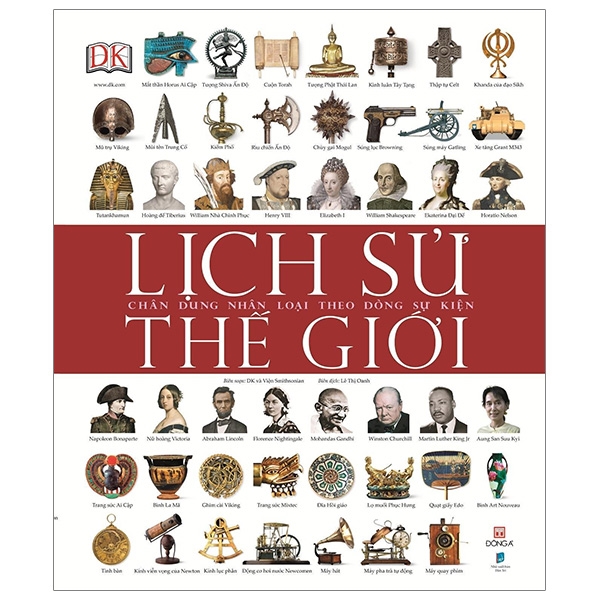 DK
www.dk.com Mắt thần Horus Ai Cập Tượng Shiva Ấn Độ Cuộn Torah Tượng Phật Thái Lan Kinh luân Tây Tạng Thập tự Celt Khanda của đạo Sikh
Mũ trụ Viking Mũi tên Trung Cổ Kiếm Phổ Rìu chiến Ấn Độ Chùy gai Mogul Súng lục Browning Súng máy Gatling Xe tăng Grant M3A3
Tutankhamun Hoàng đế Tiberius William Nhà Chinh Phục Henry VIII Elizabeth I William Shakespeare Ekaterina Đại Đế Horatio Nelson
LỊCH SỬ
CHÂN DUNG NHÂN LOẠI THEO DÒNG SỰ KIỆN
THẾ GIỚI
Biên soạn: DK và Viện Smithsonian Biên dịch: Lê Thị Oanh
Napoléon Bonaparte Nữ hoàng Victoria Abraham Lincoln Florence Nightingale Mohandas Gandhi Winston Churchill Martin Luther King Jr Aung San Suu Kyi
Trang sức Ai Cập Bình La Mã Ghim cài Viking Trang sức Mixtec Dĩa Hồi giáo Lọ muối Phục Hưng Quạt giấy Edo Bình Art Nouveau
ĐÔNG A
Tinh bàn Kính viễn vọng của Newton Kính lục phân Động cơ hơi nước Newcomen Máy hát Máy pha trà tự động Máy quay phim